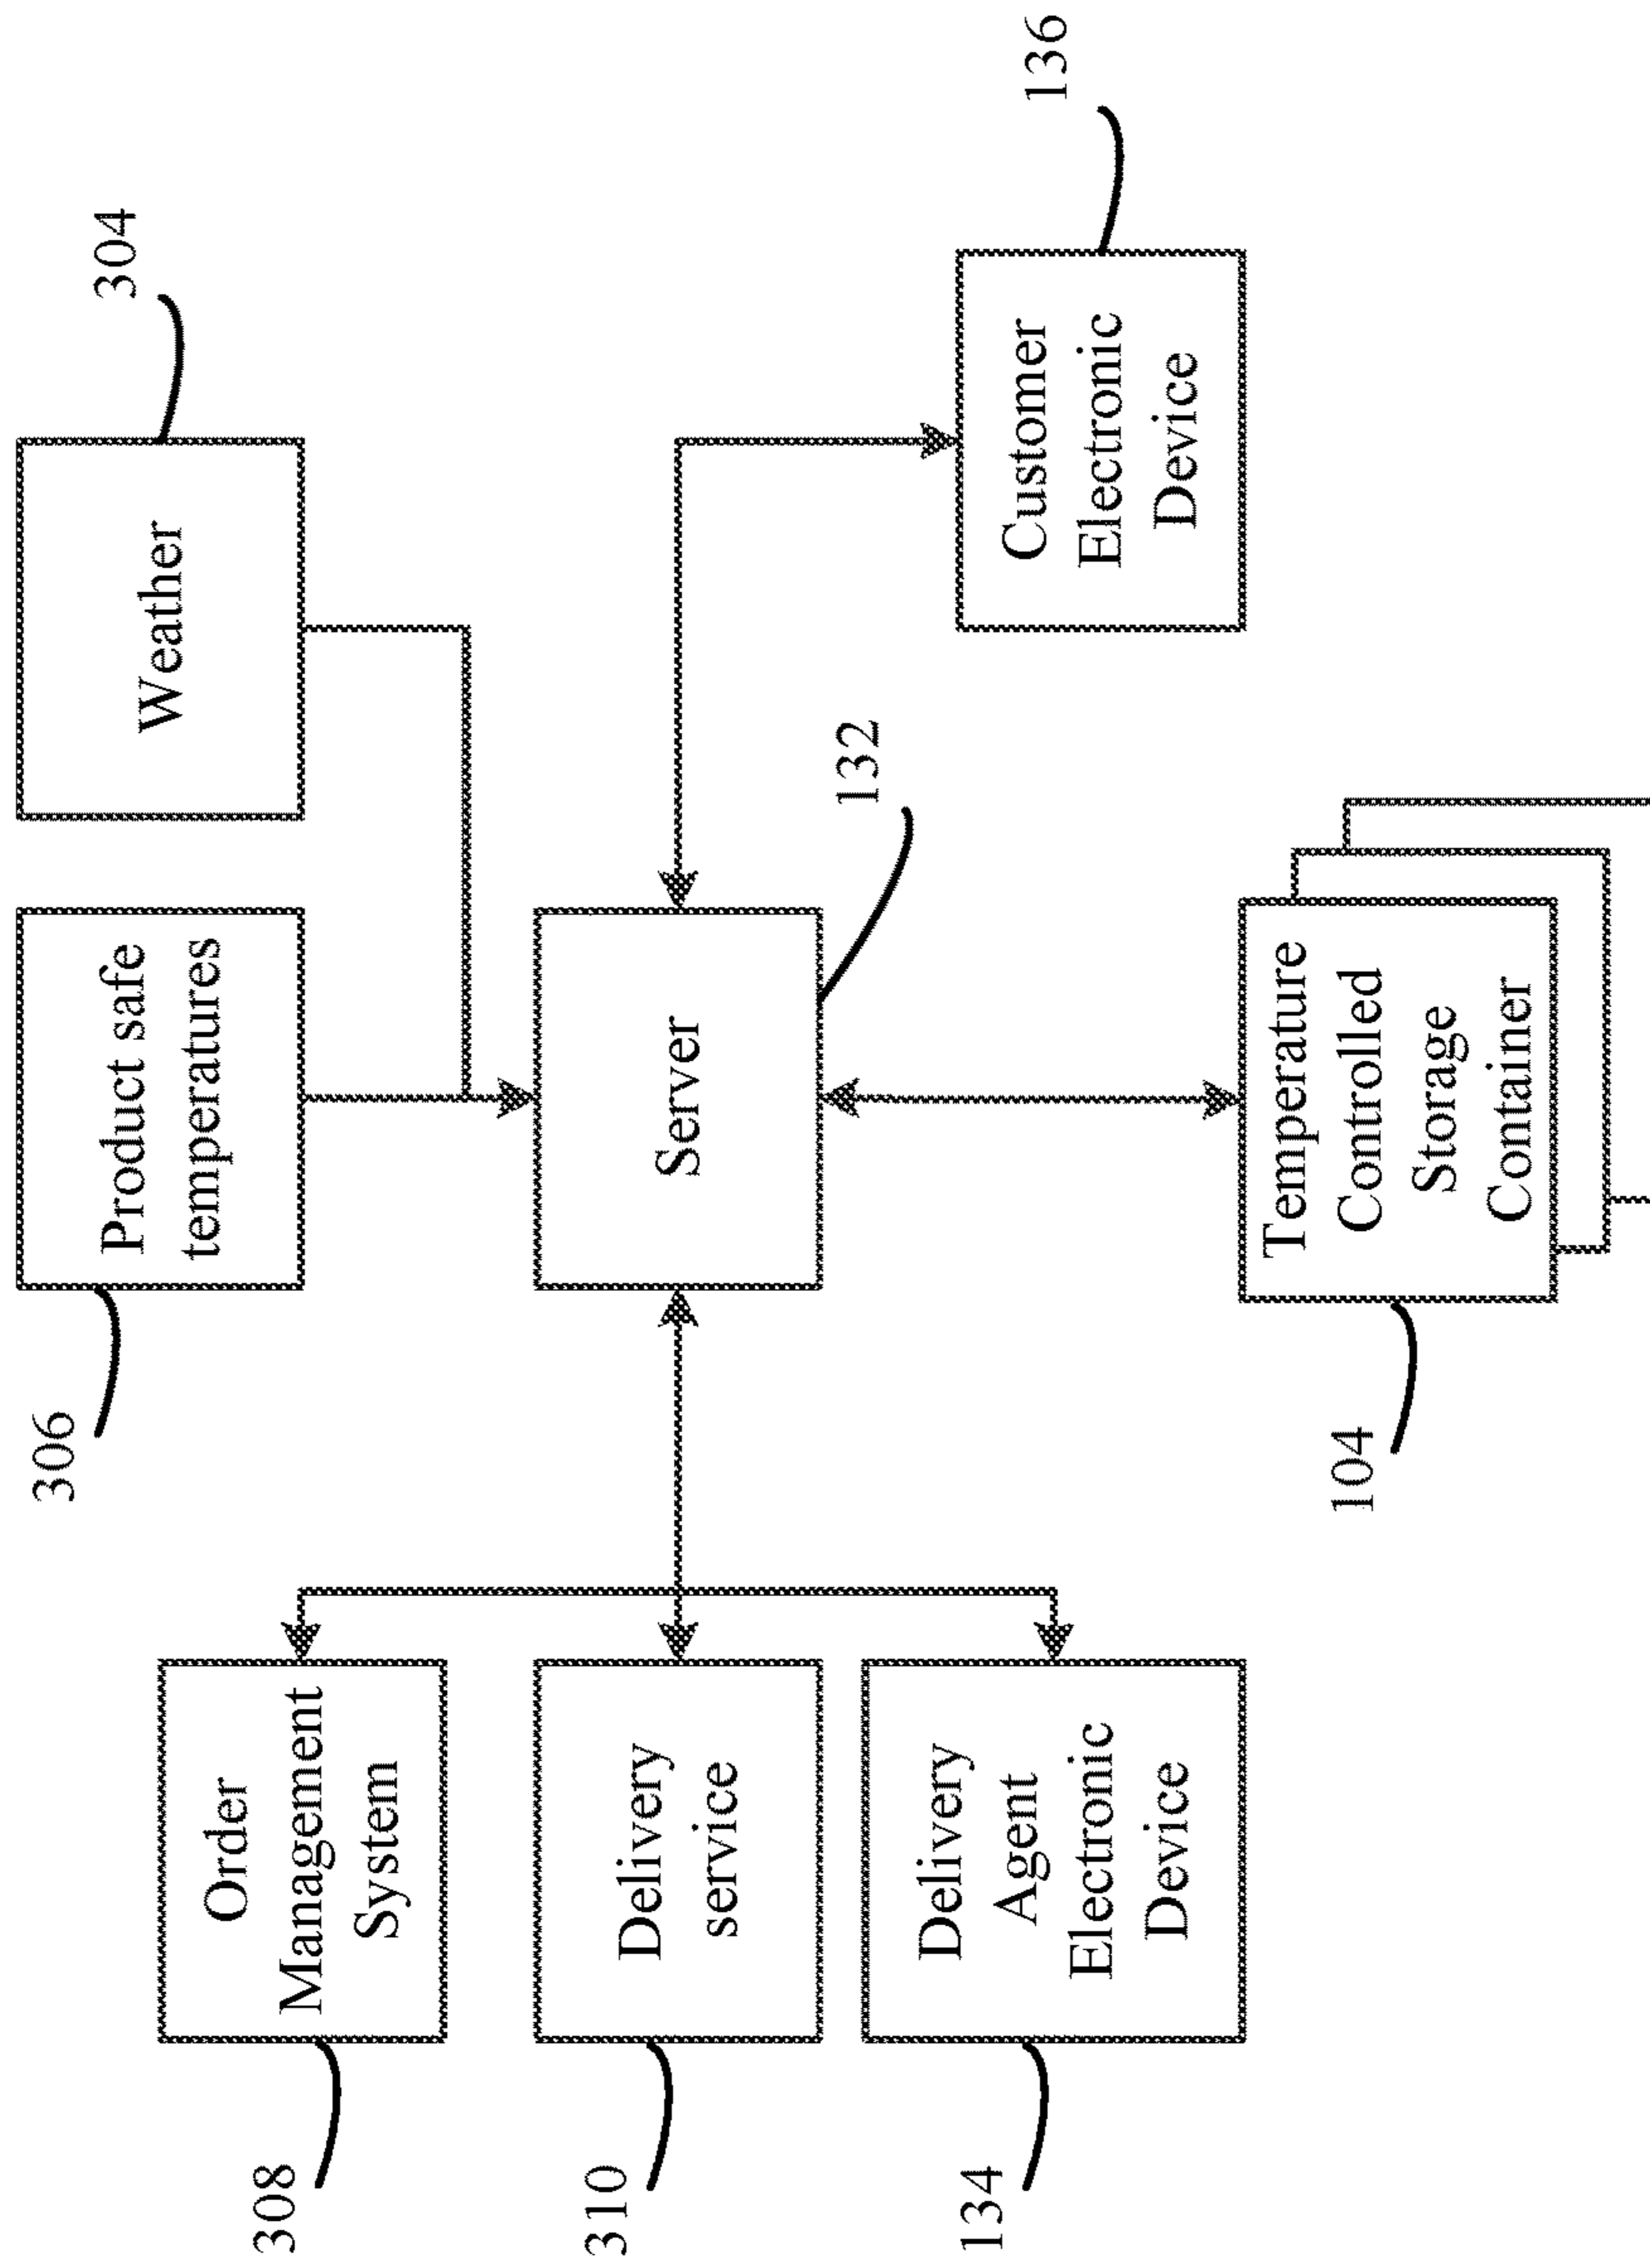 306
Product safe
temperatures
Weather
304
308
Order
Management
System
310
Delivery
service
134
Delivery
Agent
Electronic
Device
Server
132
Customer
Electronic
Device
136
104
Temperature
Controlled
Storage
Container